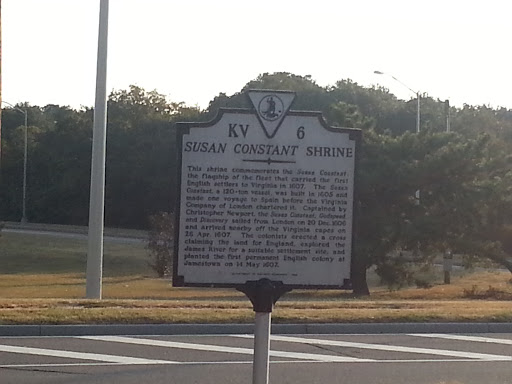 KV 6
SUSAN CONSTANT SHRINE
This shrine commemorates the Susan Constant,
the flagship of the fleet that carried the first
English settlers to Virginia in 1607. The Susan
Constant, a 120-ton vessel, was built in 1605 and
made one voyage to Spain before the Virginia
Company of London chartered it. Captained by
Christopher Newport, the Susan Constant, Godspeed,
and Discovery sailed from London on 20 Dec. 1606
and arrived nearby off the Virginia capes on
26 Apr. 1607. The colonists erected a cross
claiming the land for England, explored the
James River for a suitable settlement site, and
planted the first permanent English colony at
Jamestown on 14 May 1607.
DEPARTMENT OF HISTORIC RESOURCES